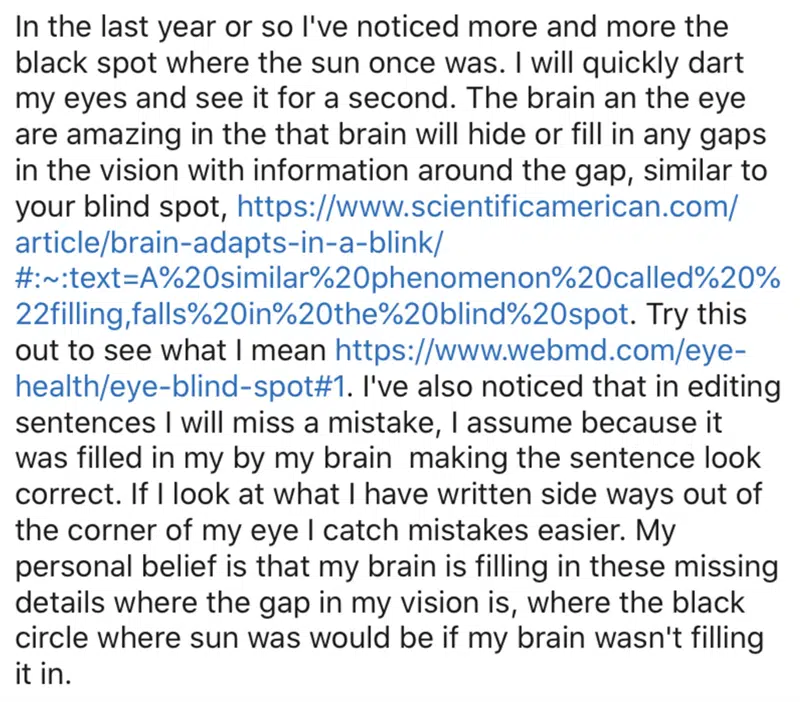 In the last year or so I've noticed more and more the
black spot where the sun once was. I will quickly dart
my eyes and see it for a second. The brain an the eye
are amazing in the that brain will hide or fill in any gaps
in the vision with information around the gap, similar to
your blind spot, https://www.scientificamerican.com/
article/brain-adapts-in-a-blink/
#:~:text=A%20similar%20phenomenon%20called%20%
22filling,falls%20in%20the%20blind%20spot. Try this
out to see what I mean https://www.webmd.com/eye-
health/eye-blind-spot#1. I've also noticed that in editing
sentences I will miss a mistake, I assume because it
was filled in my by my brain  making the sentence look
correct. If I look at what I have written side ways out of
the corner of my eye I catch mistakes easier. My
personal belief is that my brain is filling in these missing
details where the gap in my vision is, where the black
circle where sun was would be if my brain wasn't filling
it in.